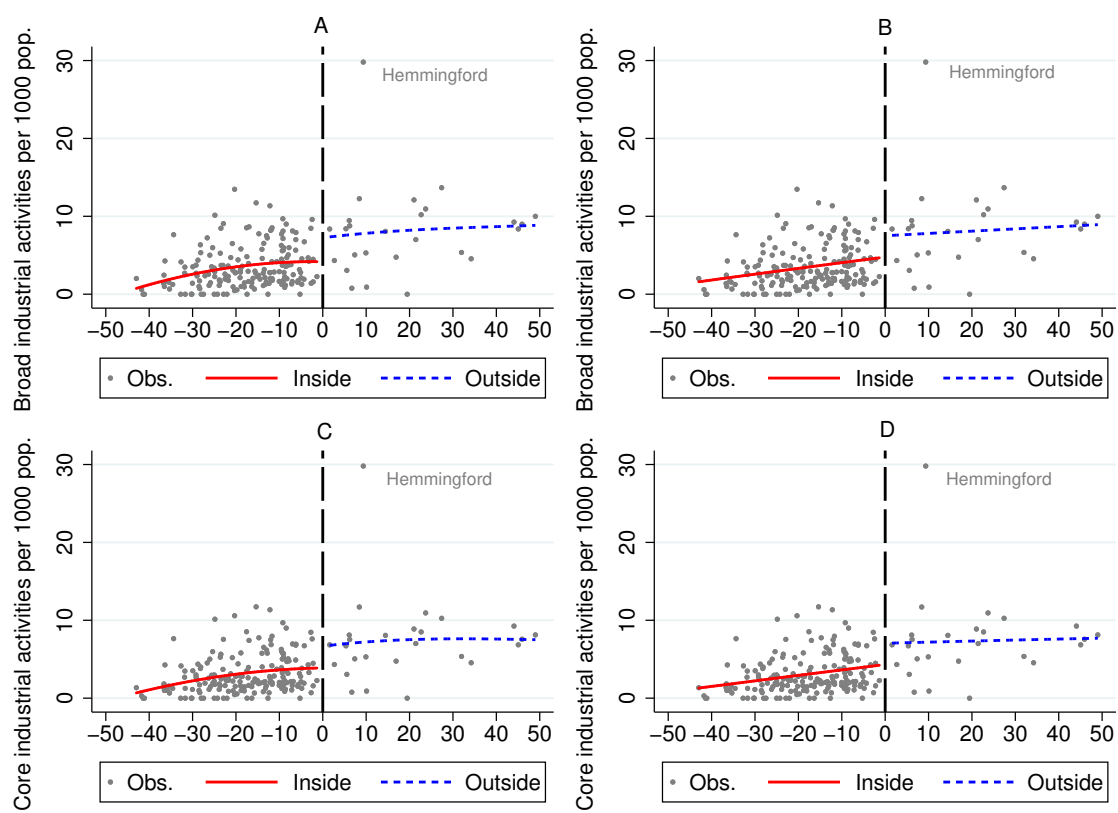 A
Broad industrial activities per 1000 pop.
30
20
10
0
Hemmingford
−50 −40 −30 −20 −10 0 10 20 30 40 50
Obs. Inside Outside
B
Broad industrial activities per 1000 pop.
30
20
10
0
Hemmingford
−50 −40 −30 −20 −10 0 10 20 30 40 50
Obs. Inside Outside
C
Core industrial activities per 1000 pop.
30
20
10
0
Hemmingford
−50 −40 −30 −20 −10 0 10 20 30 40 50
Obs. Inside Outside
D
Core industrial activities per 1000 pop.
30
20
10
0
Hemmingford
−50 −40 −30 −20 −10 0 10 20 30 40 50
Obs. Inside Outside